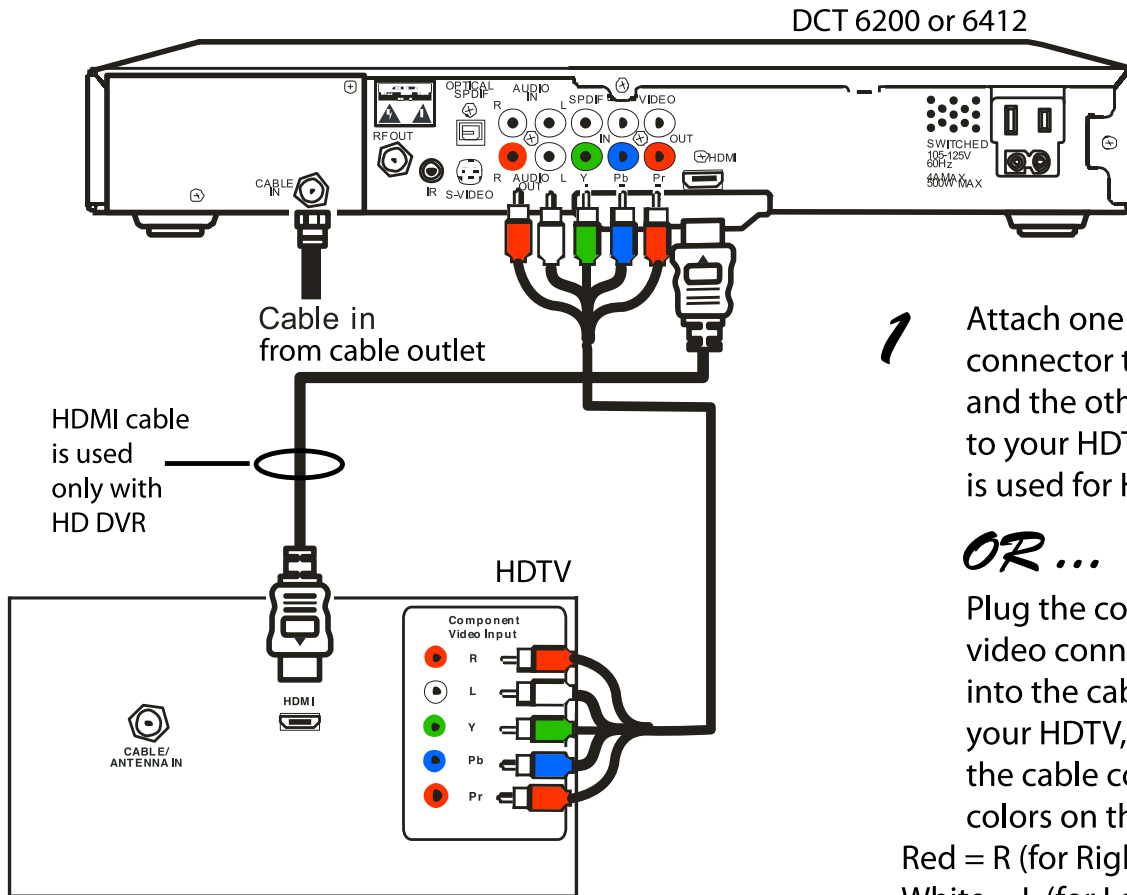 DCT 6200 or 6412
OPTICAL
SPDIF
AUDIO
IN
R
L
SPDIF
VIDEO
IN
OUT
RF OUT
CABLE
IN
IR
S-VIDEO
R
AUDIO
OUT
L
Y
Pb
Pr
HDMI
SWITCHED
105-125V
60Hz
4A MAX
500W MAX
Cable in
from cable outlet
HDMI cable
is used
only with
HD DVR
HDTV
Component
Video Input
R
L
Y
Pb
Pr
HDMI
CABLE/
ANTENNA IN
1
Attach one
connector t
and the oth
to your HDT
is used for H
OR ...
Plug the co
video conn
into the cab
your HDTV,
the cable co
colors on th
Red = R (for Righ
White = L (for Le